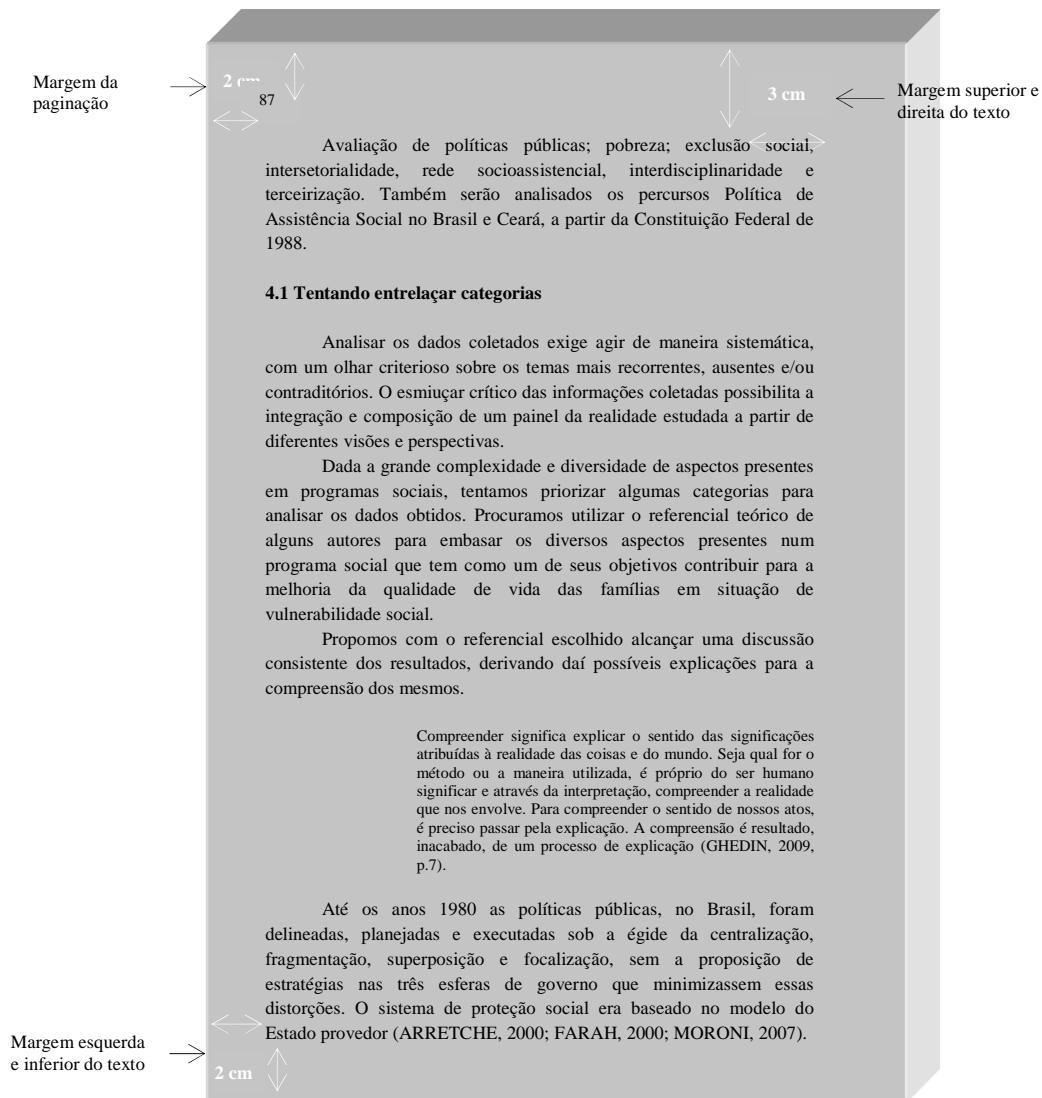 Margem da
paginação
2 cm
87
3 cm
Margem superior e
direita do texto
Avaliação de políticas públicas; pobreza; exclusão social,
intersetorialidade, rede socioassistencial, interdisciplinaridade e
terceirização. Também serão analisados os percursos Política de
Assistência Social no Brasil e Ceará, a partir da Constituição Federal de
1988.
4.1 Tentando entrelaçar categorias
Analisar os dados coletados exige agir de maneira sistemática,
com um olhar criterioso sobre os temas mais recorrentes, ausentes e/ou
contraditórios. O esmiuçar crítico das informações coletadas possibilita a
integração e composição de um painel da realidade estudada a partir de
diferentes visões e perspectivas.
Dada a grande complexidade e diversidade de aspectos presentes
em programas sociais, tentamos priorizar algumas categorias para
analisar os dados obtidos. Procuramos utilizar o referencial teórico de
alguns autores para embasar os diversos aspectos presentes num
programa social que tem como um de seus objetivos contribuir para a
melhoria da qualidade de vida das famílias em situação de
vulnerabilidade social.
Propomos com o referencial escolhido alcançar uma discussão
consistente dos resultados, derivando daí possíveis explicações para a
compreensão dos mesmos.
Compreender significa explicar o sentido das significações
atribuídas à realidade das coisas e do mundo. Seja qual for o
método ou a maneira utilizada, é próprio do ser humano
significar e através da interpretação, compreender a realidade
que nos envolve. Para compreender o sentido de nossos atos,
é preciso passar pela explicação. A compreensão é resultado,
inacabado, de um processo de explicação (GHEDIN, 2009,
p.7).
Até os anos 1980 as políticas públicas, no Brasil, foram
delineadas, planejadas e executadas sob a égide da centralização,
fragmentação, superposição e focalização, sem a proposição de
estratégias nas três esferas de governo que minimizassem essas
distorções. O sistema de proteção social era baseado no modelo do
Estado provedor (ARRETCHE, 2000; FARAH, 2000; MORONI, 2007).
Margem esquerda
e inferior do texto
2 cm